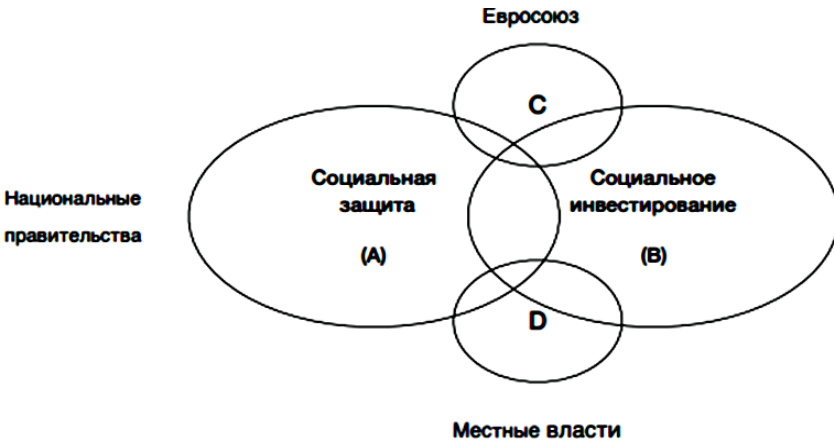 Евросоюз
C
Социальная
защита
(A)
Социальное
инвестирование
(B)
Национальные
правительства
D
Местные власти